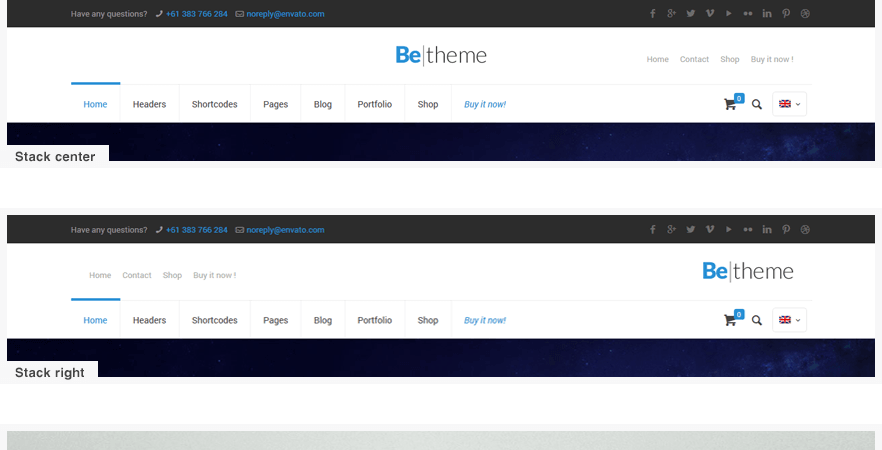 Have any questions? +61 383 766 284 noreply@envato.com
Be|theme
Home Contact Shop Buy it now !
Home Headers Shortcodes Pages Blog Portfolio Shop Buy it now! 0
Stack center
Have any questions? +61 383 766 284 noreply@envato.com
Be|theme
Home Contact Shop Buy it now !
Home Headers Shortcodes Pages Blog Portfolio Shop Buy it now! 0
Stack right